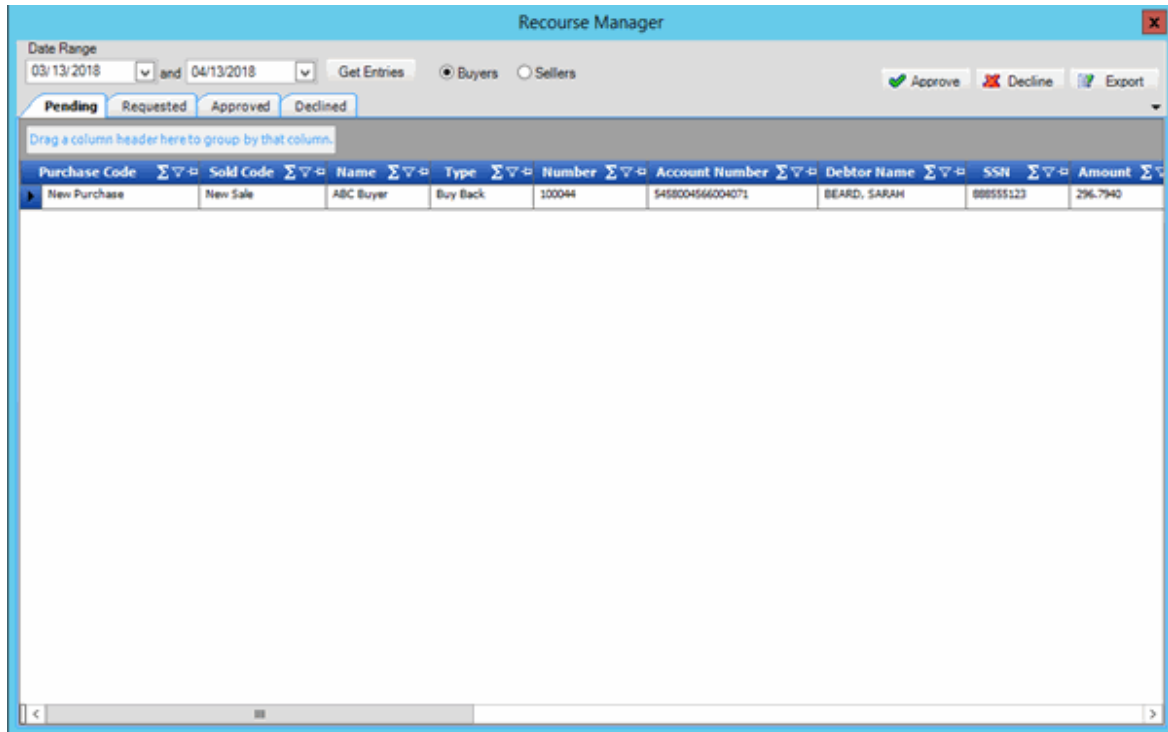 Recourse Manager
Date Range
03/13/2018 and 04/13/2018 Get Entries Buyers Sellers Approve Decline Export
Pending Requested Approved Declined
Drag a column header here to group by that column.
Purchase Code Sold Code Name Type Number Account Number Debtor Name SSN Amount
New Purchase New Sale ABC Buyer Buy Back 100044 5458004566004071 BEARD, SARAH 888555123 296.7940